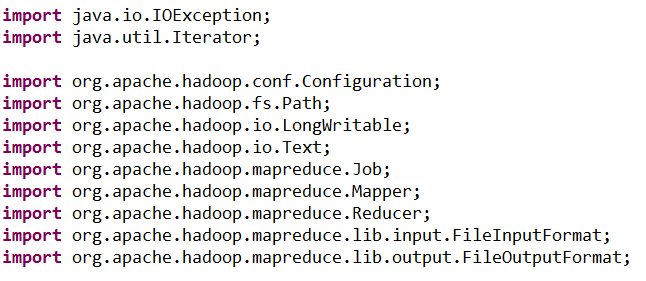 import java.io.IOException;
import java.util.Iterator;
import org.apache.hadoop.conf.Configuration;
import org.apache.hadoop.fs.Path;
import org.apache.hadoop.io.LongWritable;
import org.apache.hadoop.io.Text;
import org.apache.hadoop.mapreduce.Job;
import org.apache.hadoop.mapreduce.Mapper;
import org.apache.hadoop.mapreduce.Reducer;
import org.apache.hadoop.mapreduce.lib.input.FileInputFormat;
import org.apache.hadoop.mapreduce.lib.output.FileOutputFormat;